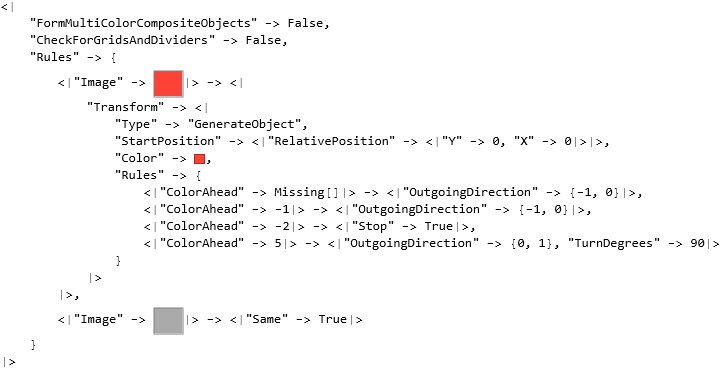 <|
"FormMultiColorCompositeObjects" -> False,
"CheckForGridsAndDividers" -> False,
"Rules" -> {
<|"Image" -> |> -> <|
"Transform" -> <|
"Type" -> "GenerateObject",
"StartPosition" -> <|"RelativePosition" -> <|"Y" -> 0, "X" -> 0|>|>,
"Color" -> ,
"Rules" -> {
<|"ColorAhead" -> Missing[]|> -> <|"OutgoingDirection" -> {-1, 0}|>,
<|"ColorAhead" -> -1|> -> <|"OutgoingDirection" -> {-1, 0}|>,
<|"ColorAhead" -> -2|> -> <|"Stop" -> True|>,
<|"ColorAhead" -> 5|> -> <|"OutgoingDirection" -> {0, 1}, "TurnDegrees" -> 90|>
}
|>
|>,
<|"Image" -> |> -> <|"Same" -> True|>
}
|>